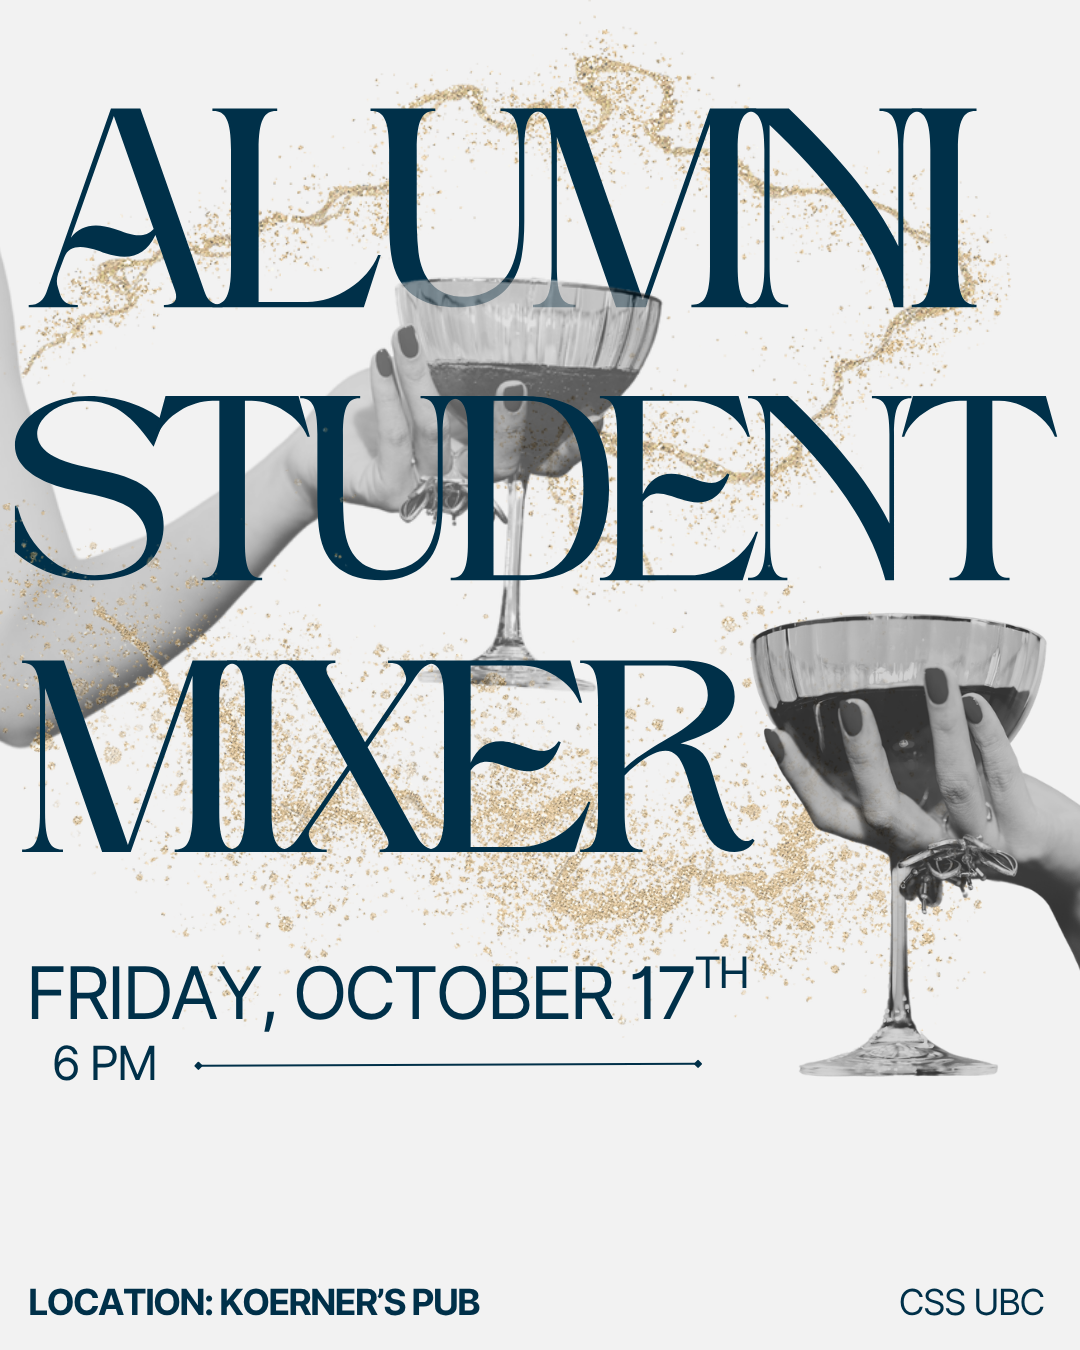 ALUMNI
STUDENT
MIXER
FRIDAY, OCTOBER 17TH
6 PM
LOCATION: KOERNER'S PUB
CSS UBC